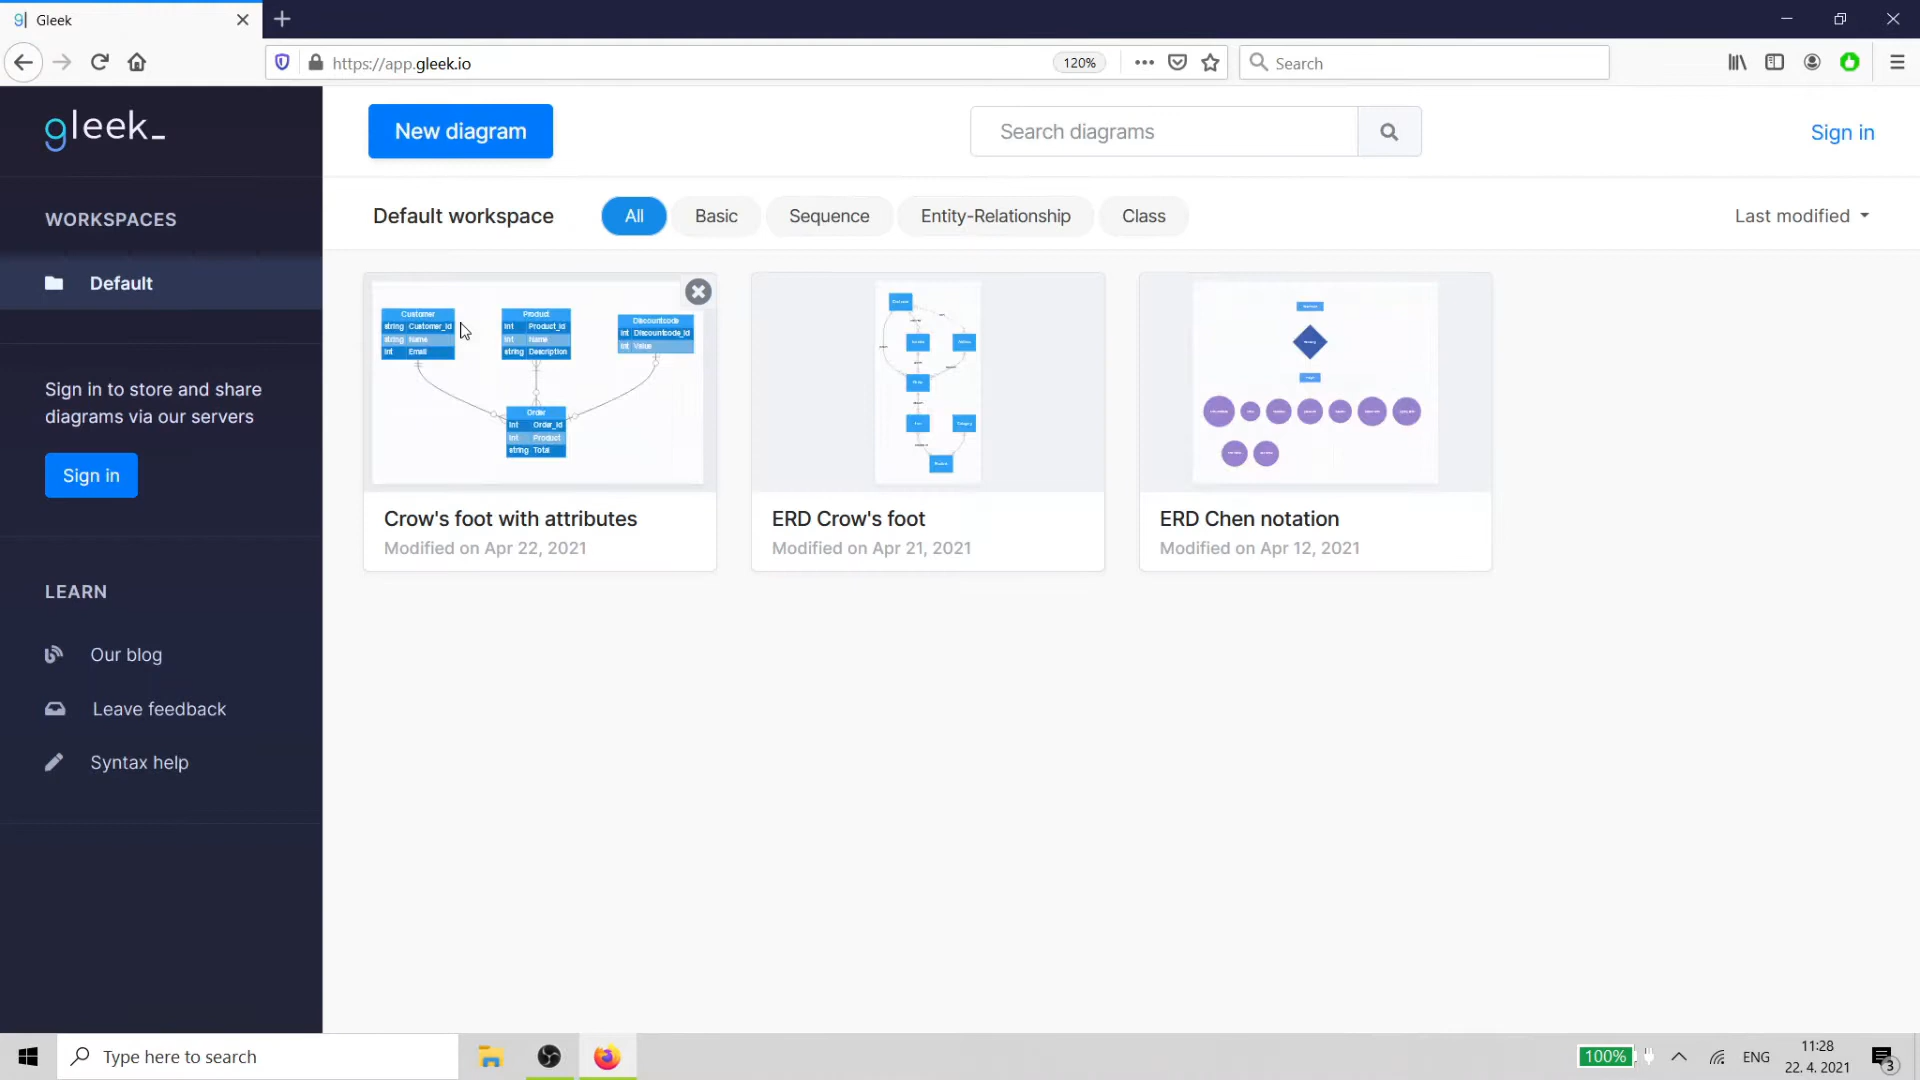 Gleek
https://app.gleek.io
120%
Search
gleek_
New diagram
Search diagrams
Sign in
WORKSPACES
Default workspace
All
Basic
Sequence
Entity-Relationship
Class
Last modified
Default
Customer
string Customer_id
string Name
int Email
Product
int Product_id
int Name
string Description
Discountcode
int Discountcode_id
int Value
Order
int Order_id
int Product
string Total
Sign in to store and share
diagrams via our servers
Sign in
Crow's foot with attributes
Modified on Apr 22, 2021
ERD Crow's foot
Modified on Apr 21, 2021
ERD Chen notation
Modified on Apr 12, 2021
LEARN
Our blog
Leave feedback
Syntax help
Type here to search
100%
ENG
11:28
22. 4. 2021
3